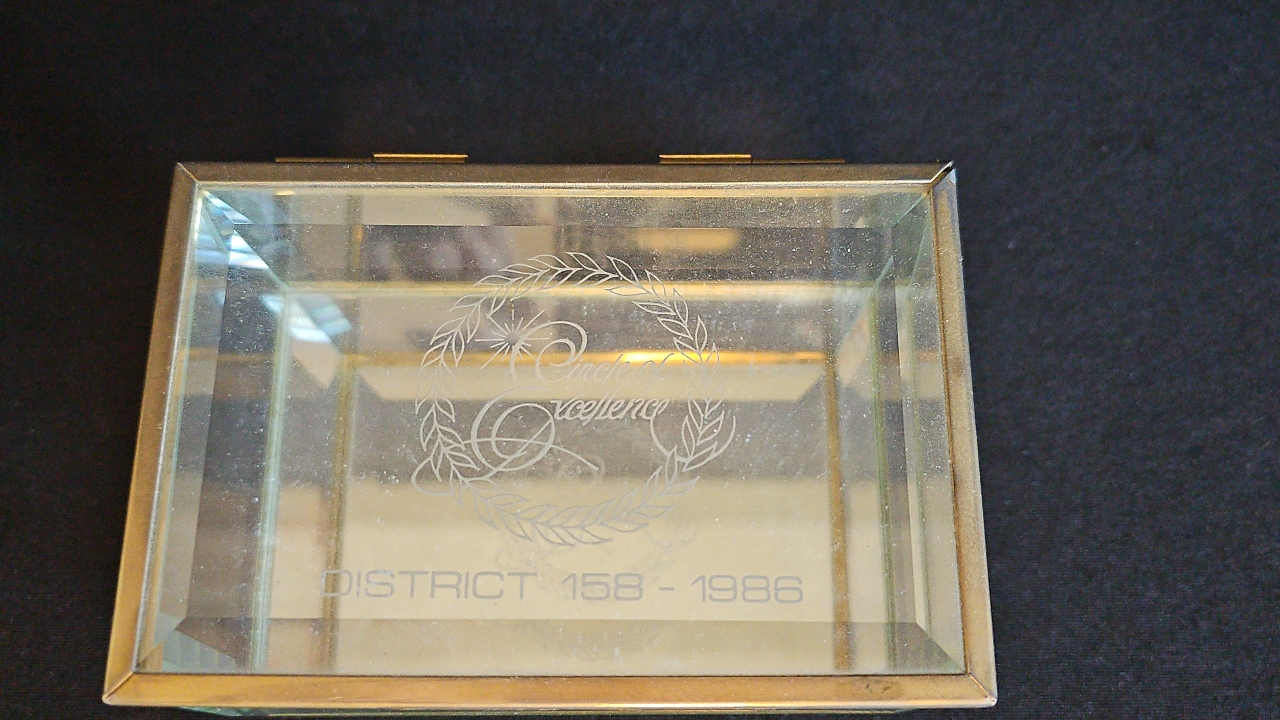 Circle of
Excellence
DISTRICT 158 - 1986